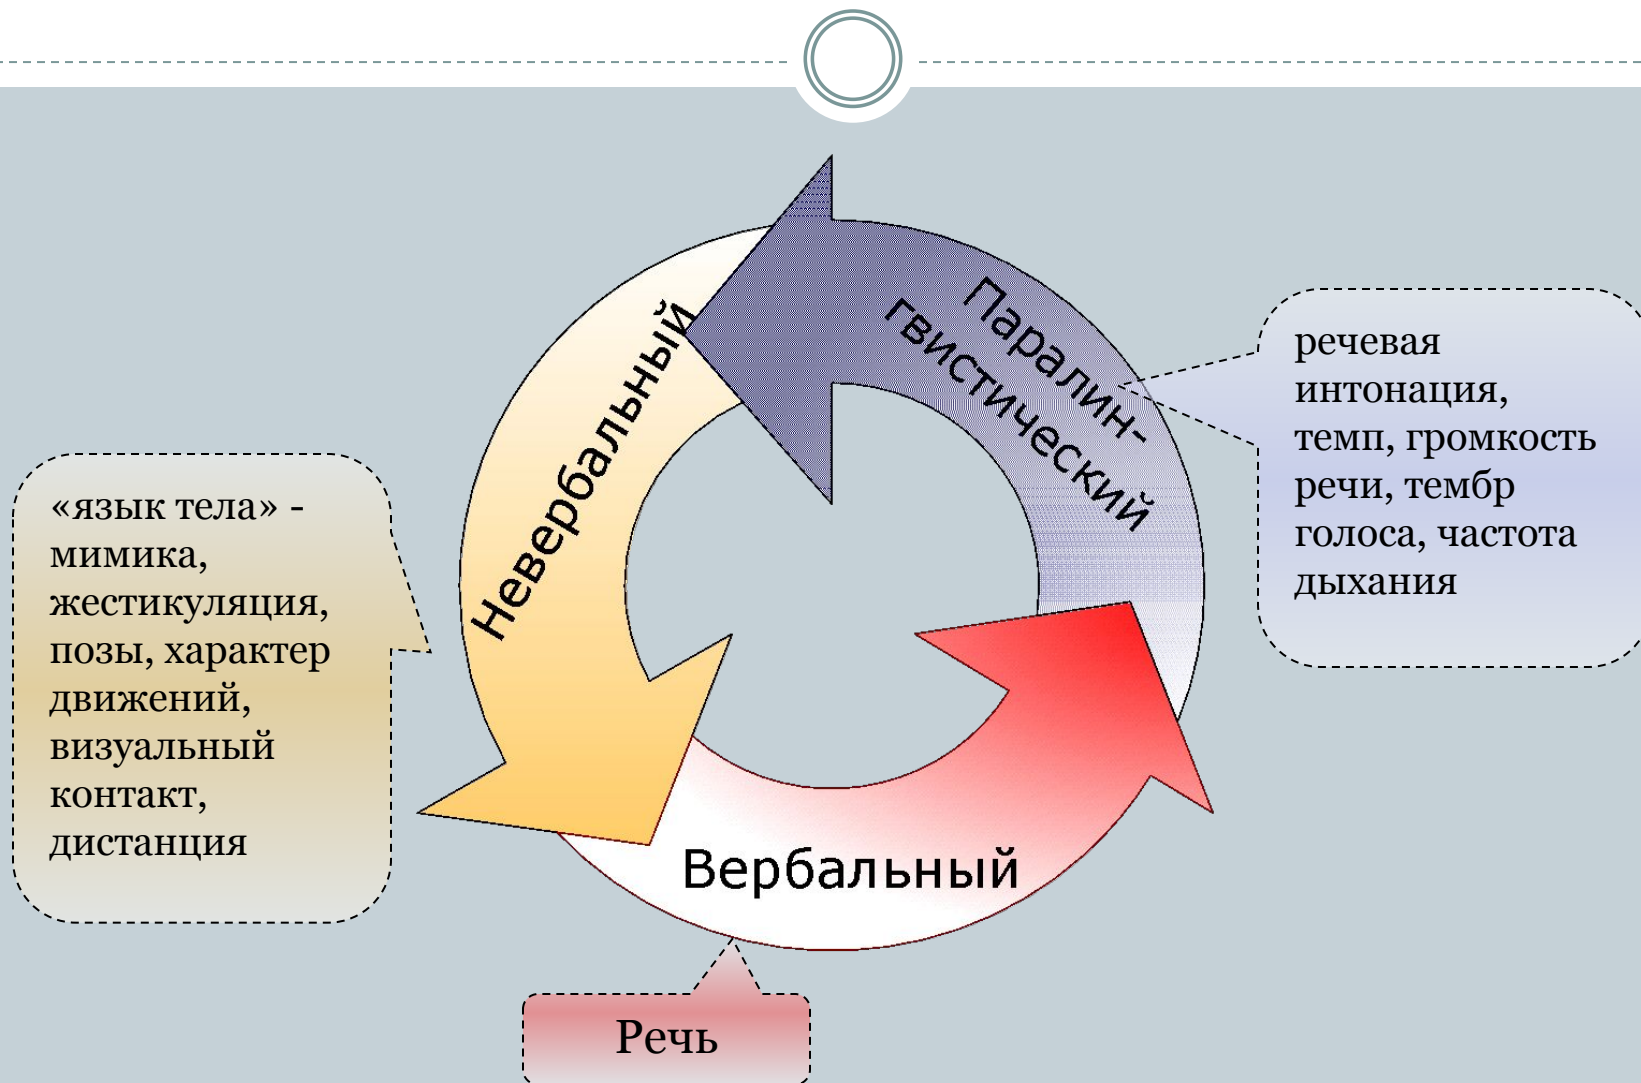 Паралин-
гвистический
Невербальный
речевая
интонация,
темп, громкость
речи, тембр
голоса, частота
дыхания
«язык тела» -
мимика,
жестикуляция,
позы, характер
движений,
визуальный
контакт,
дистанция
Вербальный
Речь